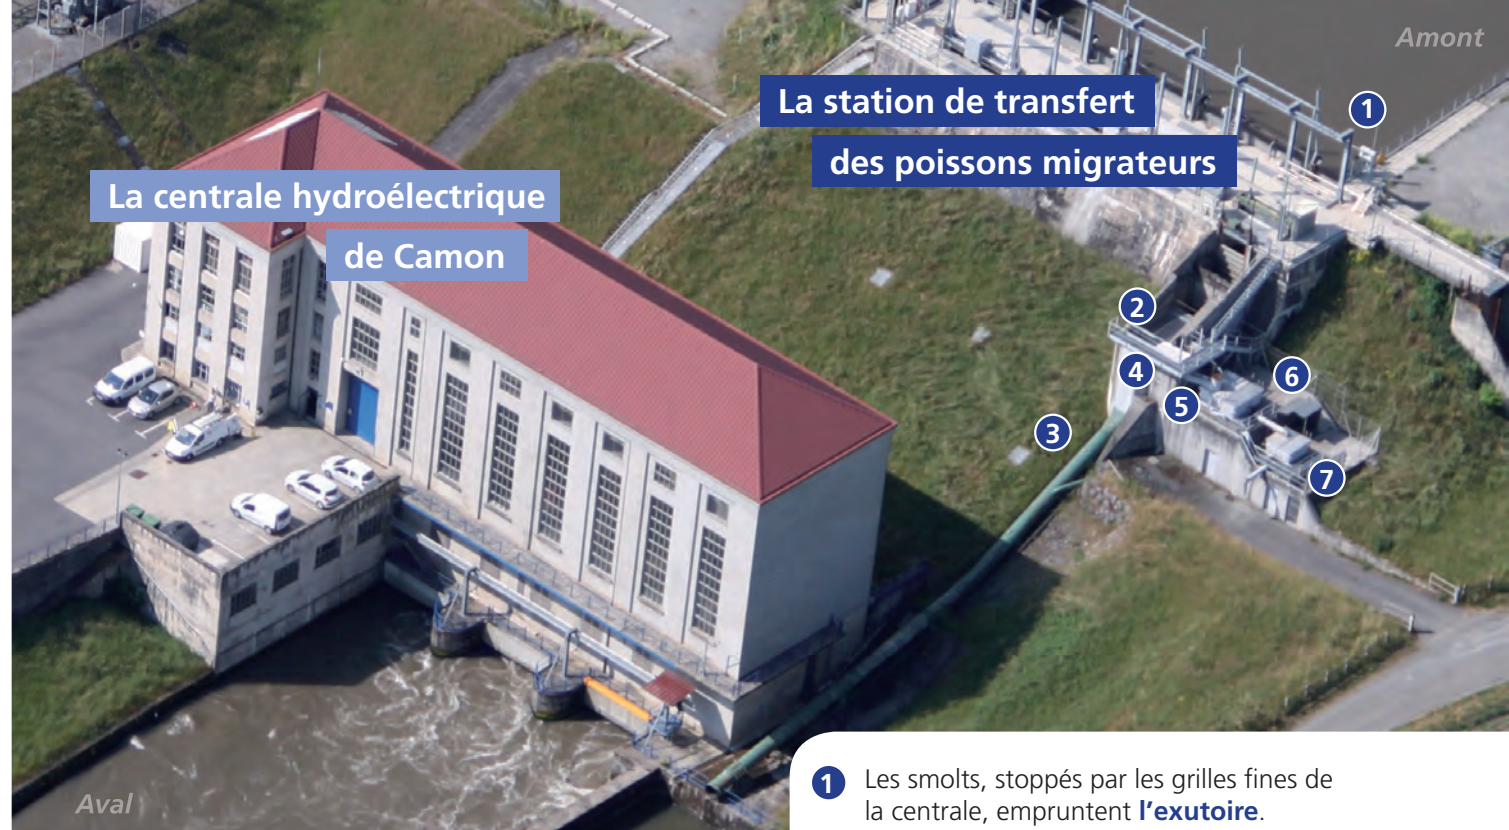 Amont
La station de transfert
des poissons migrateurs
1
La centrale hydroélectrique
de Camon
2
4
6
5
3
7
1 Les smolts, stoppés par les grilles fines de
la centrale, empruntent l'exutoire.
Aval